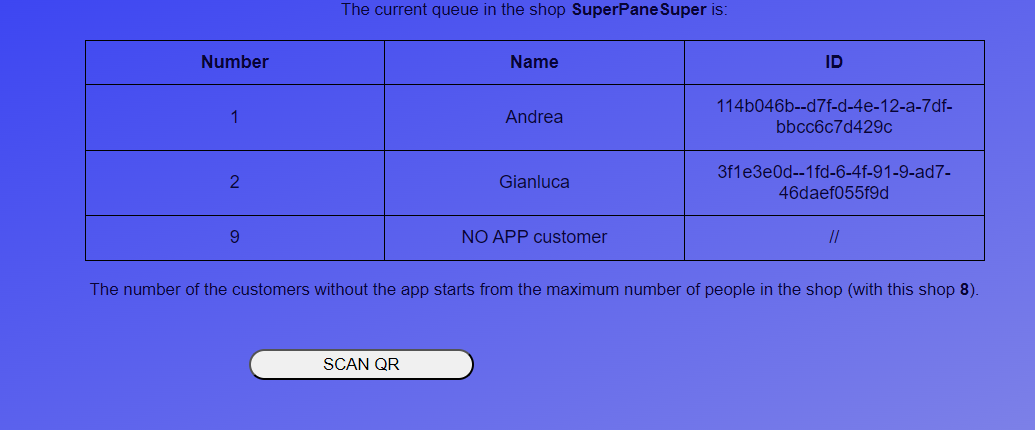 The current queue in the shop SuperPaneSuper is:
Number Name ID
1 Andrea 114b046b--d7f-d-4e-12-a-7df-
bbcc6c7d429c
2 Gianluca 3f1e3e0d--1fd-6-4f-91-9-ad7-
46daef055f9d
9 NO APP customer //
The number of the customers without the app starts from the maximum number of people in the shop (with this shop 8).
SCAN QR